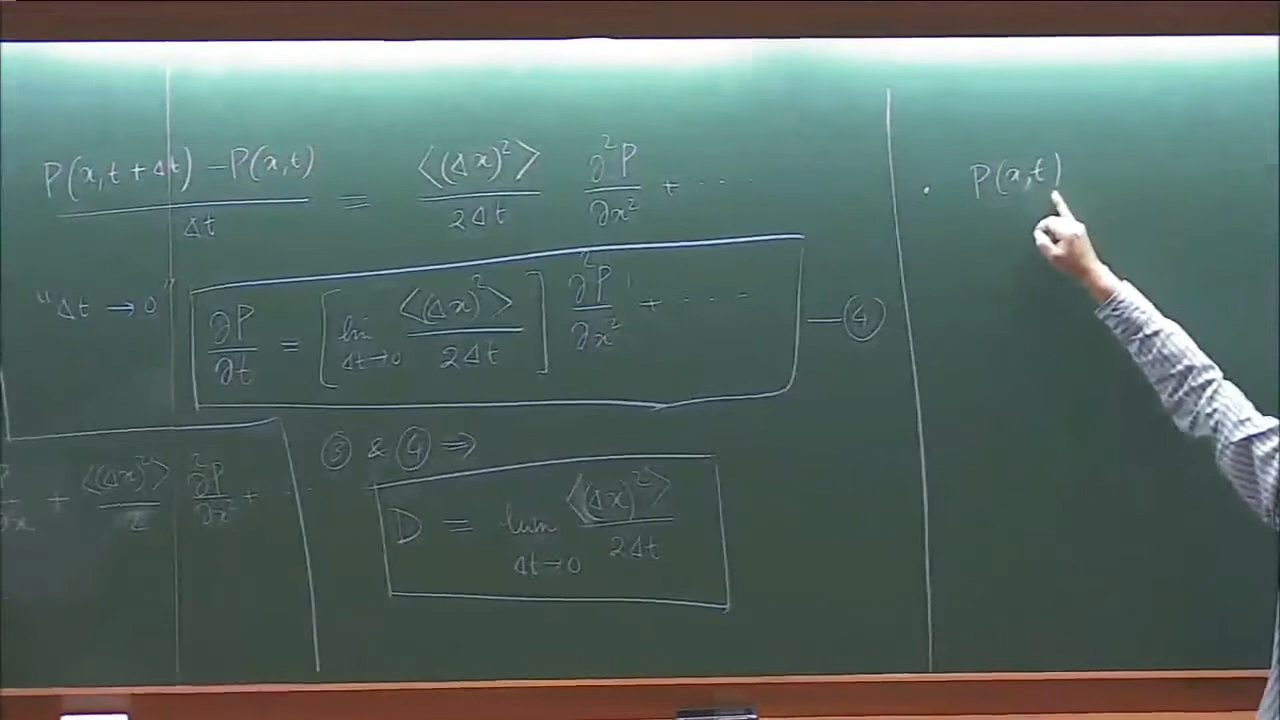 P(x,t+Δt) − P(x,t) / Δt = ⟨(Δx)²⟩ / 2Δt ∂²P/∂x² + ⋯
"Δt → 0" ∂P/∂t = [ lim Δt→0 ⟨(Δx)²⟩ / 2Δt ] ∂²P/∂x² + ⋯ — ④
③ & ④ ⇒
D = lim Δt→0 ⟨(Δx)²⟩ / 2Δt
+ ⟨(Δx)²⟩ / 2 ∂²P/∂x² + ⋯
• P(x,t)